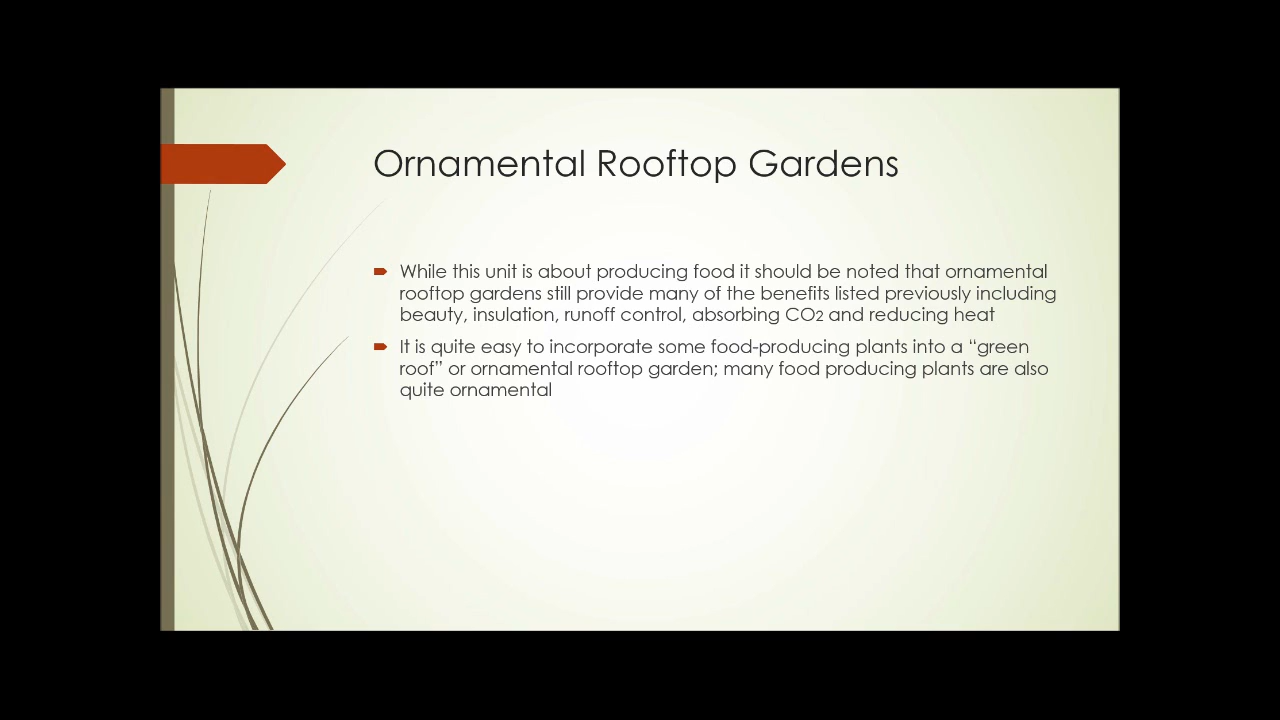 Ornamental Rooftop Gardens
While this unit is about producing food it should be noted that ornamental
rooftop gardens still provide many of the benefits listed previously including
beauty, insulation, runoff control, absorbing CO2 and reducing heat
It is quite easy to incorporate some food-producing plants into a “green
roof” or ornamental rooftop garden; many food producing plants are also
quite ornamental